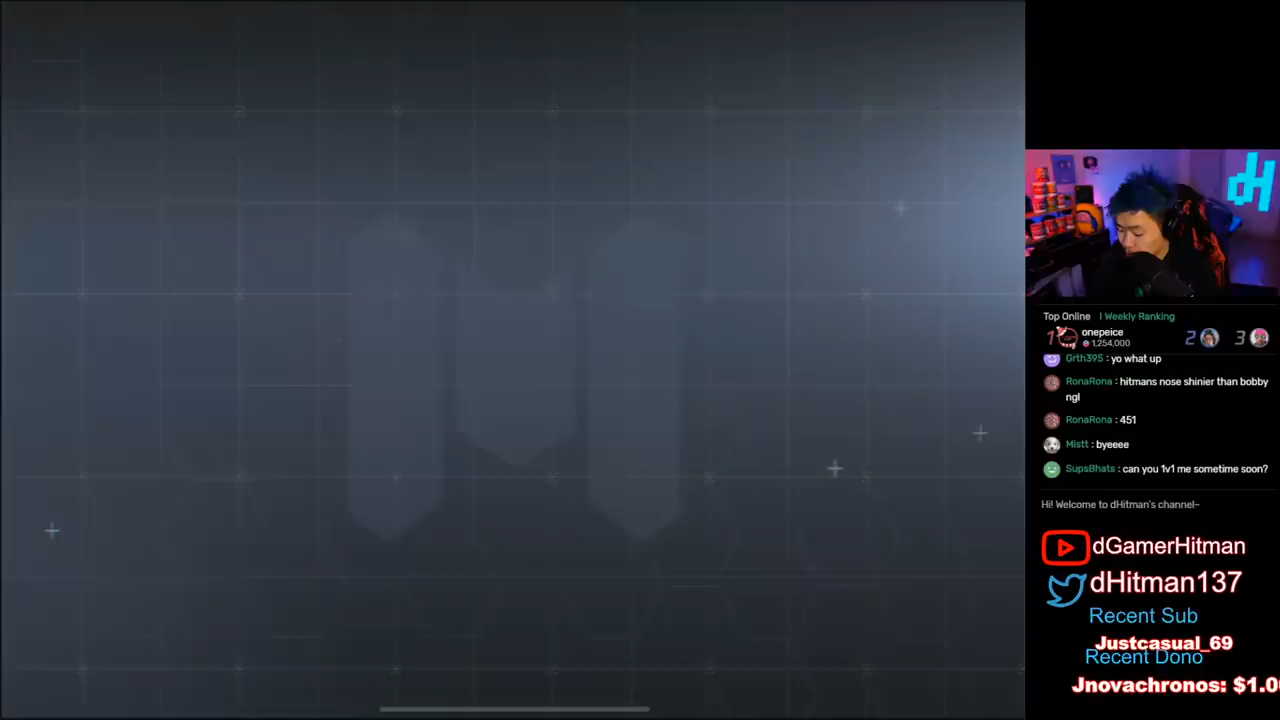 dH
Top Online | Weekly Ranking
1 onepeice 2 3
1,254,000
Grth395 : yo what up
RonaRona : hitmans nose shinier than bobby
ngl
RonaRona : 451
Mistt : byeeee
SupsBhats : can you 1v1 me sometime soon?
Hi! Welcome to dHitman's channel~
dGamerHitman
dHitman137
Recent Sub
Justcasual_69
Recent Dono
Jnovachronos: $1.0